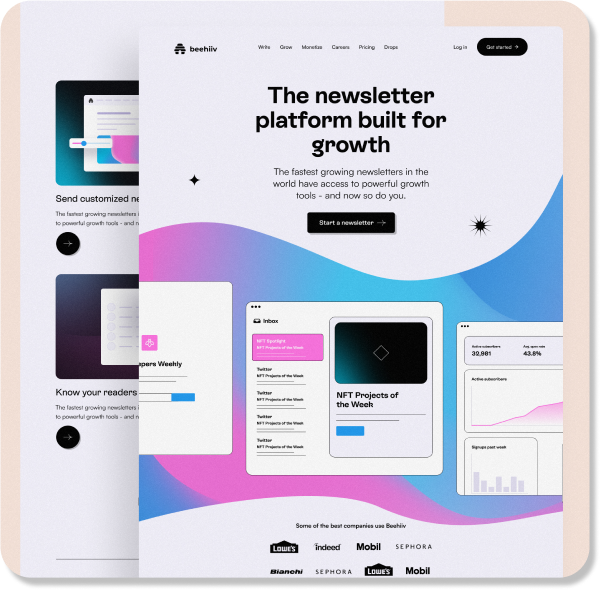 beehiiv
Write Grow Monetize Careers Pricing Drops
Log in
Get started →
The newsletter
platform built for
growth
The fastest growing newsletters in the
world have access to powerful growth
tools - and now so do you.
Start a newsletter →
Send customized ne
The fastest growing newsletters i
to powerful growth tools - and n
Know your readers
The fastest growing newsletters i
to powerful growth tools - and n
pers Weekly
Inbox
NFT Spotlight
NFT Projects of the Week
Twitter
NFT Projects of the Week
Twitter
NFT Projects of the Week
Twitter
NFT Projects of the Week
Twitter
NFT Projects of the Week
NFT Projects of
the Week
Active subscribers
32,981
Avg. open rate
43.8%
Active subscribers
Signups past week
Some of the best companies use Beehiiv
LOWE'S
indeed
Mobil
SEPHORA
Bianchi
SEPHORA
LOWE'S
Mobil